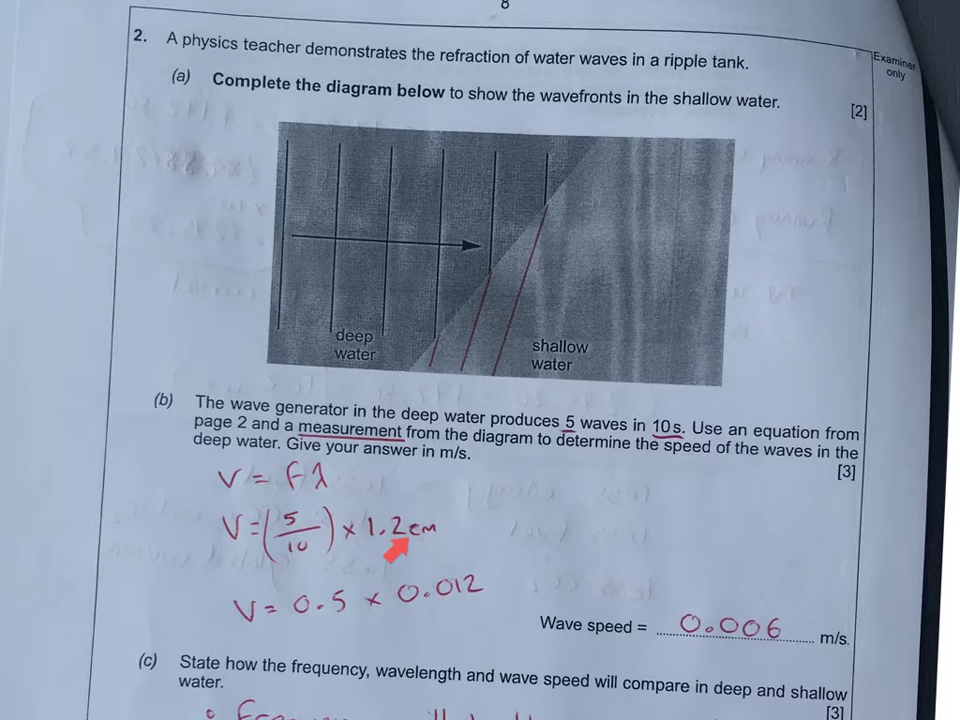 8
2. A physics teacher demonstrates the refraction of water waves in a ripple tank.
Examiner
only
(a) Complete the diagram below to show the wavefronts in the shallow water.
[2]
deep
water
shallow
water
(b) The wave generator in the deep water produces 5 waves in 10 s. Use an equation from
page 2 and a measurement from the diagram to determine the speed of the waves in the
deep water. Give your answer in m/s.
[3]
V = f λ
V = (5/10) × 1.2cm
V = 0.5 × 0.012
Wave speed = 0.006 m/s.
(c) State how the frequency, wavelength and wave speed will compare in deep and shallow
water.
[3]